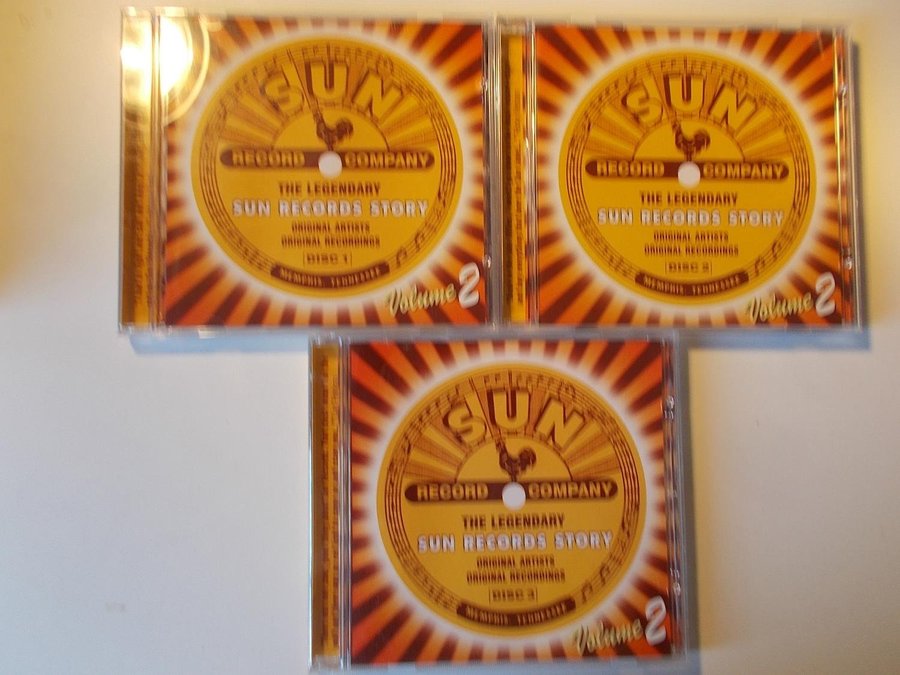 SUN
RECORD COMPANY
THE LEGENDARY
SUN RECORDS STORY
ORIGINAL ARTISTS
ORIGINAL RECORDINGS
DISC 1
MEMPHIS, TENNESSEE
Volume 2
SUN
RECORD COMPANY
THE LEGENDARY
SUN RECORDS STORY
ORIGINAL ARTISTS
ORIGINAL RECORDINGS
DISC 2
MEMPHIS, TENNESSEE
Volume 2
SUN
RECORD COMPANY
THE LEGENDARY
SUN RECORDS STORY
ORIGINAL ARTISTS
ORIGINAL RECORDINGS
DISC 3
MEMPHIS, TENNESSEE
Volume 2